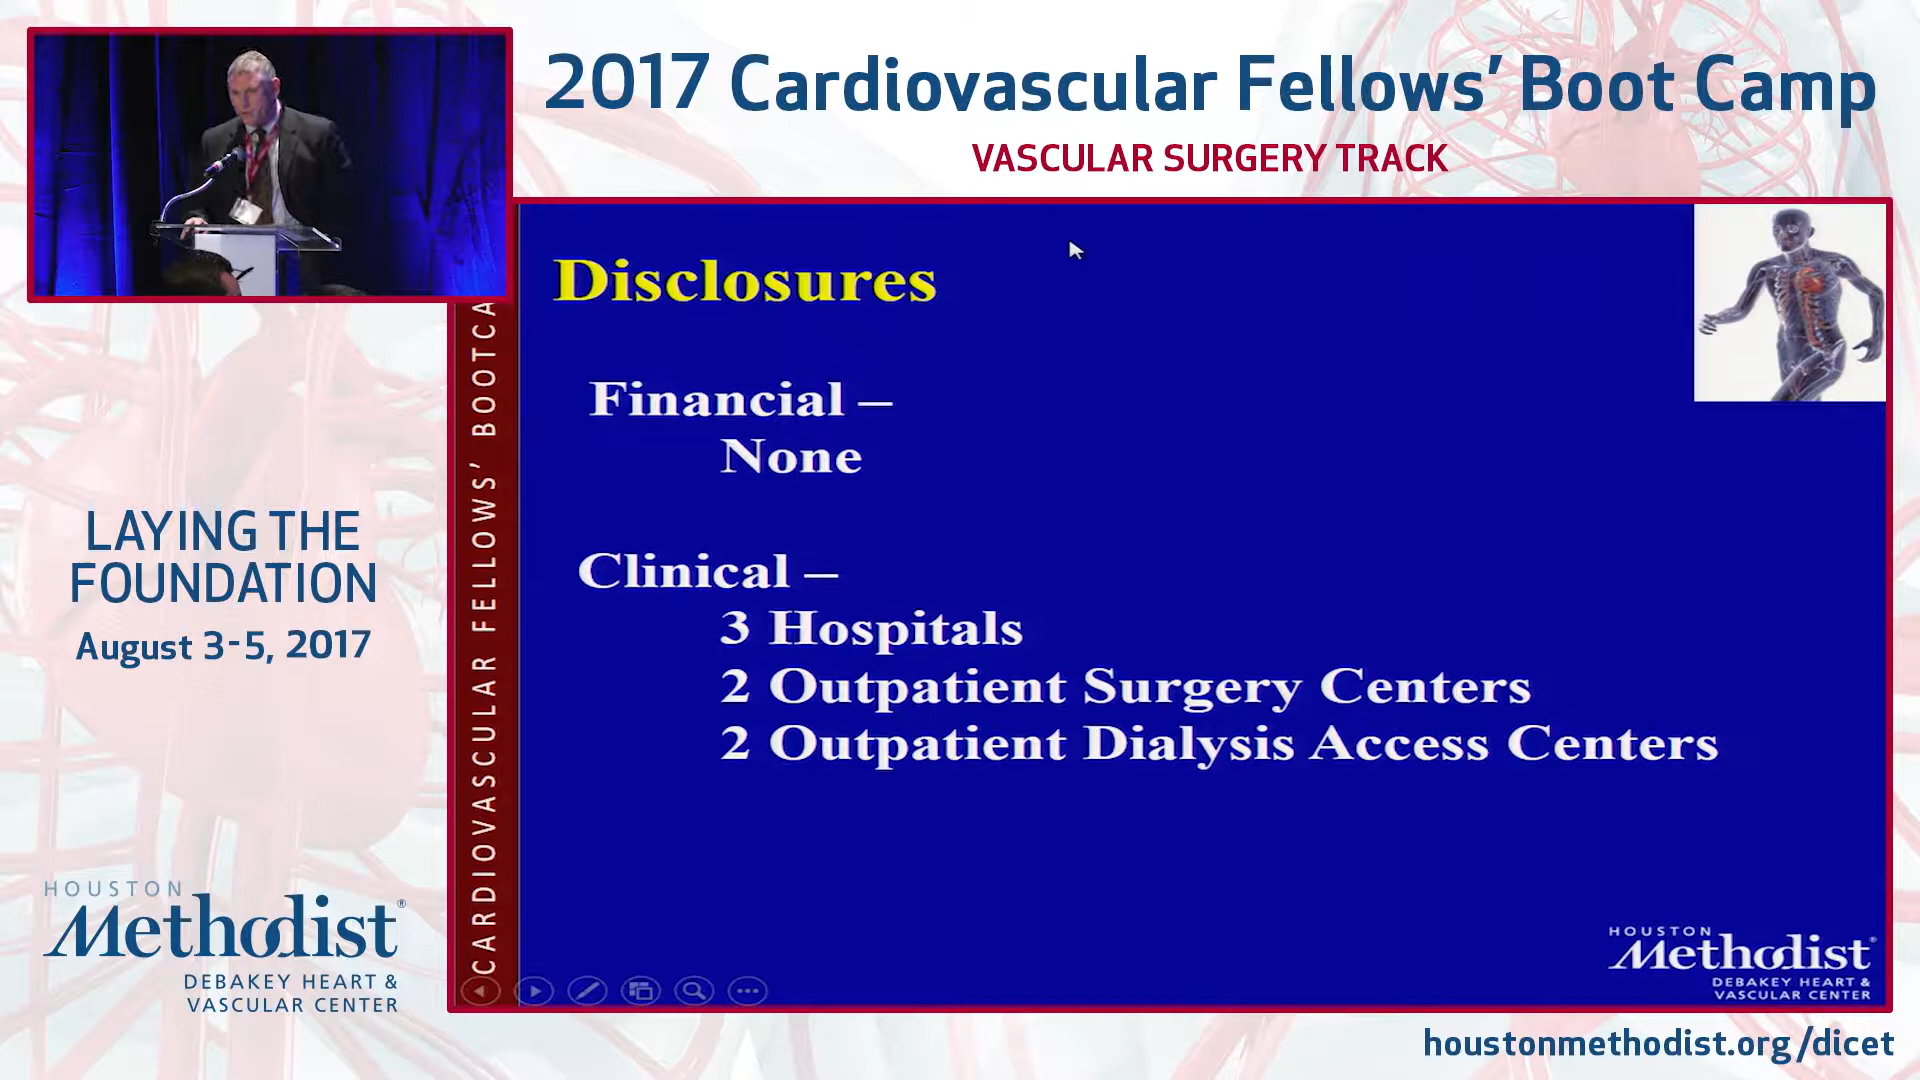 2017 Cardiovascular Fellows’ Boot Camp
VASCULAR SURGERY TRACK
Disclosures
Financial –
None
Clinical –
3 Hospitals
2 Outpatient Surgery Centers
2 Outpatient Dialysis Access Centers
CARDIOVASCULAR FELLOWS’ BOOTCA
LAYING THE
FOUNDATION
August 3-5, 2017
HOUSTON
Methodist®
DEBAKEY HEART &
VASCULAR CENTER
HOUSTON
Methodist®
DEBAKEY HEART &
VASCULAR CENTER
houstonmethodist.org/dicet